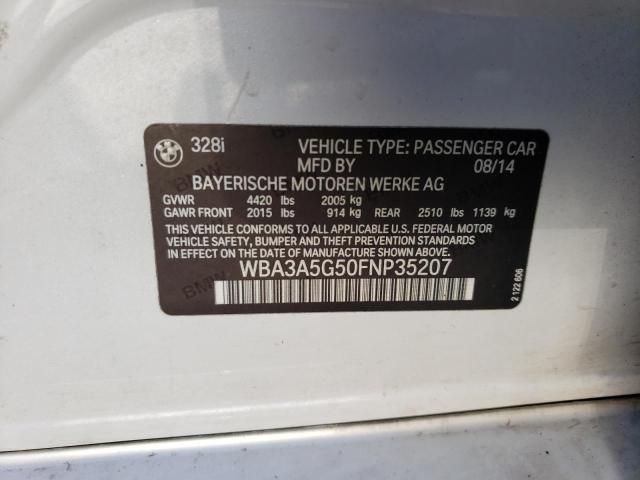 328i VEHICLE TYPE: PASSENGER CAR
MFD BY 08/14
BAYERISCHE MOTOREN WERKE AG
GVWR 4420 lbs 2005 kg
GAWR FRONT 2015 lbs 914 kg REAR 2510 lbs 1139 kg
THIS VEHICLE CONFORMS TO ALL APPLICABLE U.S. FEDERAL MOTOR
VEHICLE SAFETY, BUMPER AND THEFT PREVENTION STANDARDS
IN EFFECT ON THE DATE OF MANUFACTURE SHOWN ABOVE.
WBA3A5G50FNP35207
2 122 606
BMW
BMW
BMW